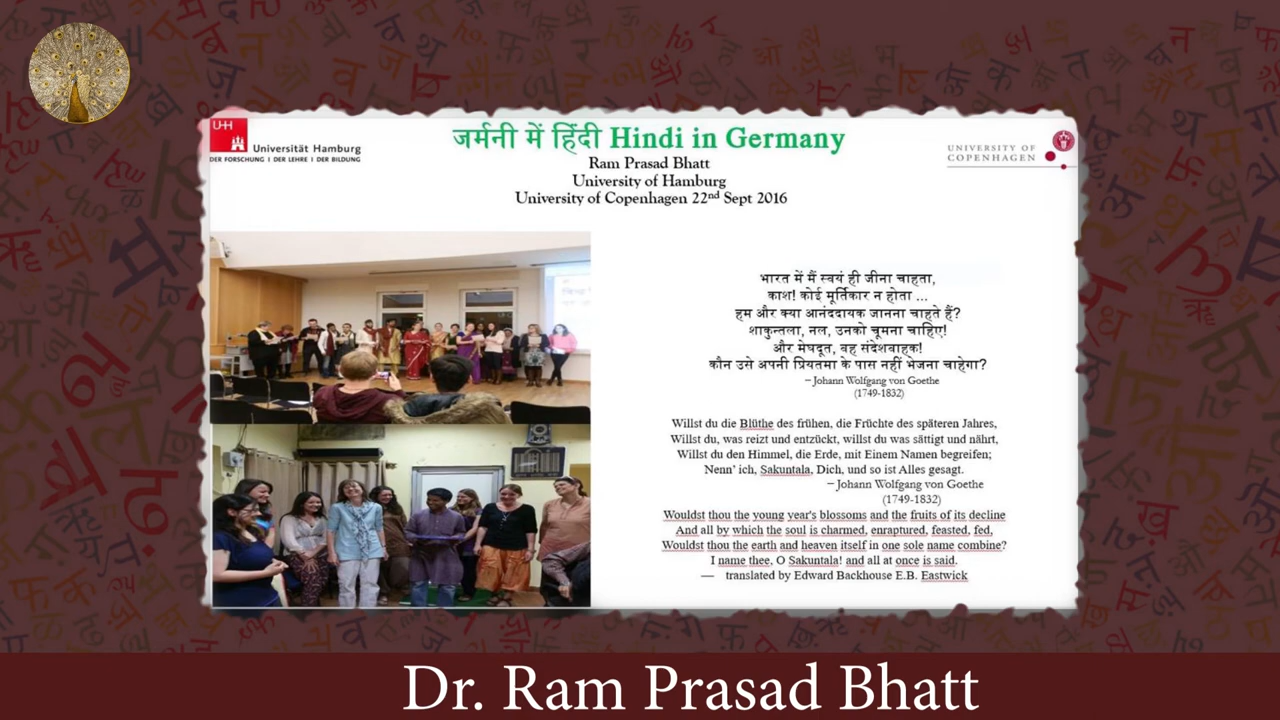 UHH
Universität Hamburg
DER FORSCHUNG I DER LEHRE I DER BILDUNG
जर्मनी में हिंदी Hindi in Germany
Ram Prasad Bhatt
University of Hamburg
University of Copenhagen 22nd Sept 2016
UNIVERSITY OF
COPENHAGEN
भारत में मैं स्वयं ही जीना चाहता,
काश! कोई मूर्तिकार न होता ...
हम और क्या आनंददायक जानना चाहते हैं?
शाकुन्तला, नल, उनको चूमना चाहिए!
और मेघदूत, वह संदेशवाहक!
कौन उसे अपनी प्रियतमा के पास नहीं भेजना चाहेगा?
– Johann Wolfgang von Goethe
(1749-1832)
Willst du die Blüthe des frühen, die Früchte des späteren Jahres,
Willst du, was reizt und entzückt, willst du was sättigt und nährt,
Willst du den Himmel, die Erde, mit Einem Namen begreifen;
Nenn' ich, Sakuntala, Dich, und so ist Alles gesagt.
– Johann Wolfgang von Goethe
(1749-1832)
Wouldst thou the young year's blossoms and the fruits of its decline
And all by which the soul is charmed, enraptured, feasted, fed,
Wouldst thou the earth and heaven itself in one sole name combine?
I name thee, O Sakuntala! and all at once is said.
— translated by Edward Backhouse E.B. Eastwick
Dr. Ram Prasad Bhatt